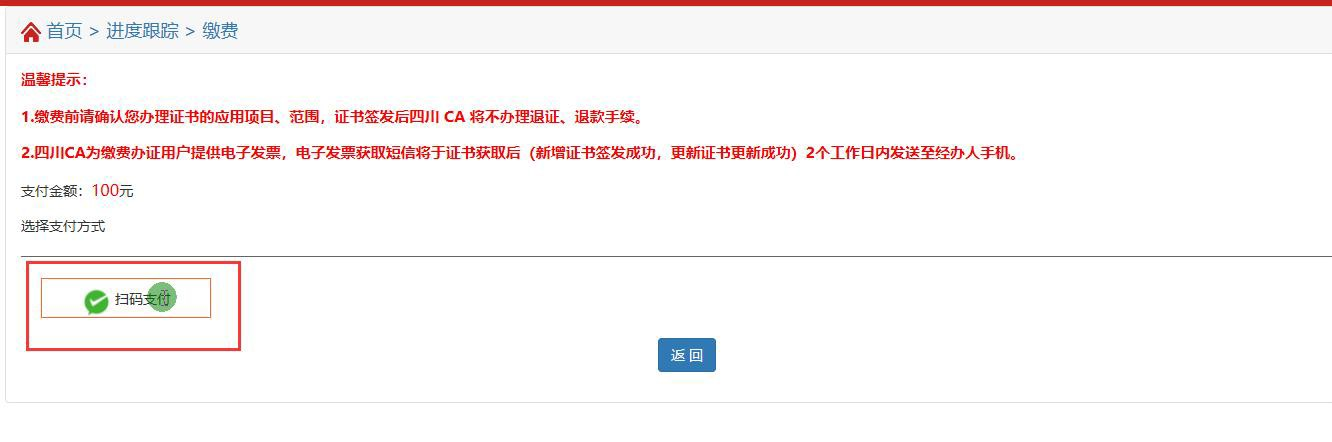 首页 > 进度跟踪 > 缴费
温馨提示：
1.缴费前请确认您办理证书的应用项目、范围，证书签发后四川 CA 将不办理退证、退款手续。
2.四川CA为缴费办证用户提供电子发票，电子发票获取短信将于证书获取后（新增证书签发成功，更新证书更新成功）2个工作日内发送至经办人手机。
支付金额：100元
选择支付方式
扫码支付
返 回